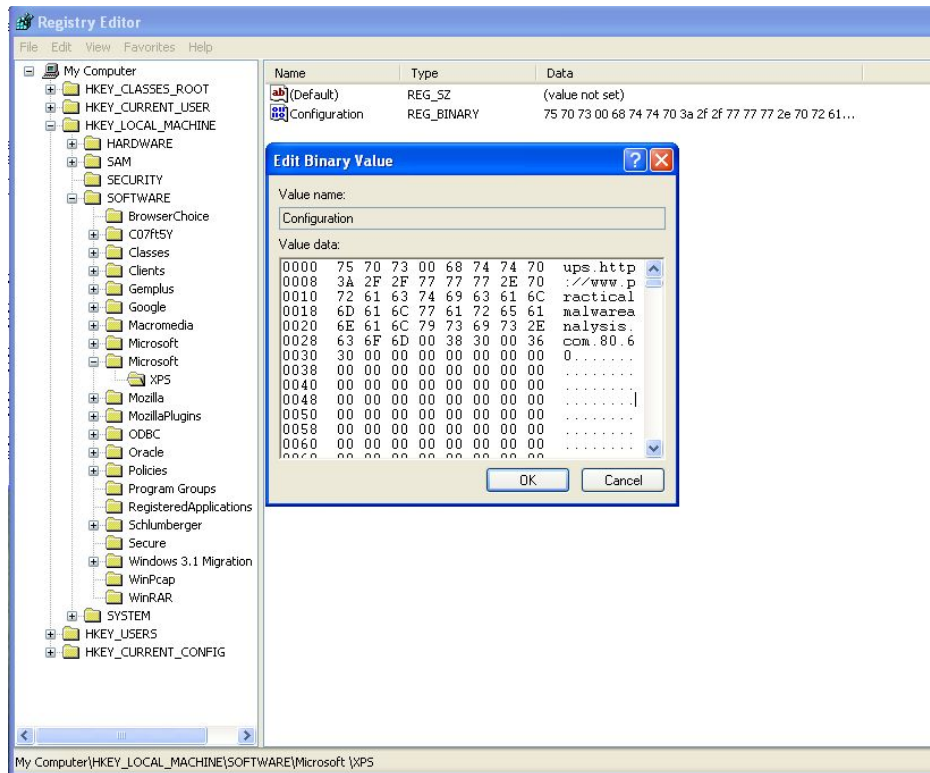 Registry Editor
File Edit View Favorites Help
My Computer
HKEY_CLASSES_ROOT
HKEY_CURRENT_USER
HKEY_LOCAL_MACHINE
HARDWARE
SAM
SECURITY
SOFTWARE
BrowserChoice
C07ft5Y
Classes
Clients
Gemplus
Google
Macromedia
Microsoft
Microsoft
XPS
Mozilla
MozillaPlugins
ODBC
Oracle
Policies
Program Groups
RegisteredApplications
Schlumberger
Secure
Windows 3.1 Migration
WinPcap
WinRAR
SYSTEM
HKEY_USERS
HKEY_CURRENT_CONFIG
Name Type Data
(Default) REG_SZ (value not set)
Configuration REG_BINARY 75 70 73 00 68 74 74 70 3a 2f 2f 77 77 77 2e 70 72 61...
Edit Binary Value
Value name:
Configuration
Value data:
0000 75 70 73 00 68 74 74 70 ups.http
0008 3A 2F 2F 77 77 77 2E 70 ://www.p
0010 72 61 63 74 69 63 61 6C ractical
0018 6D 61 6C 77 61 72 65 61 malwarea
0020 6E 61 6C 79 73 69 73 2E nalysis.
0028 63 6F 6D 00 38 30 00 36 com.80.6
0030 30 00 00 00 00 00 00 00 0.......
0038 00 00 00 00 00 00 00 00 ........
0040 00 00 00 00 00 00 00 00 ........
0048 00 00 00 00 00 00 00 00 ........
0050 00 00 00 00 00 00 00 00 ........
0058 00 00 00 00 00 00 00 00 ........
0060 00 00 00 00 00 00 00 00 ........
OK Cancel
My Computer\HKEY_LOCAL_MACHINE\SOFTWARE\Microsoft \XPS